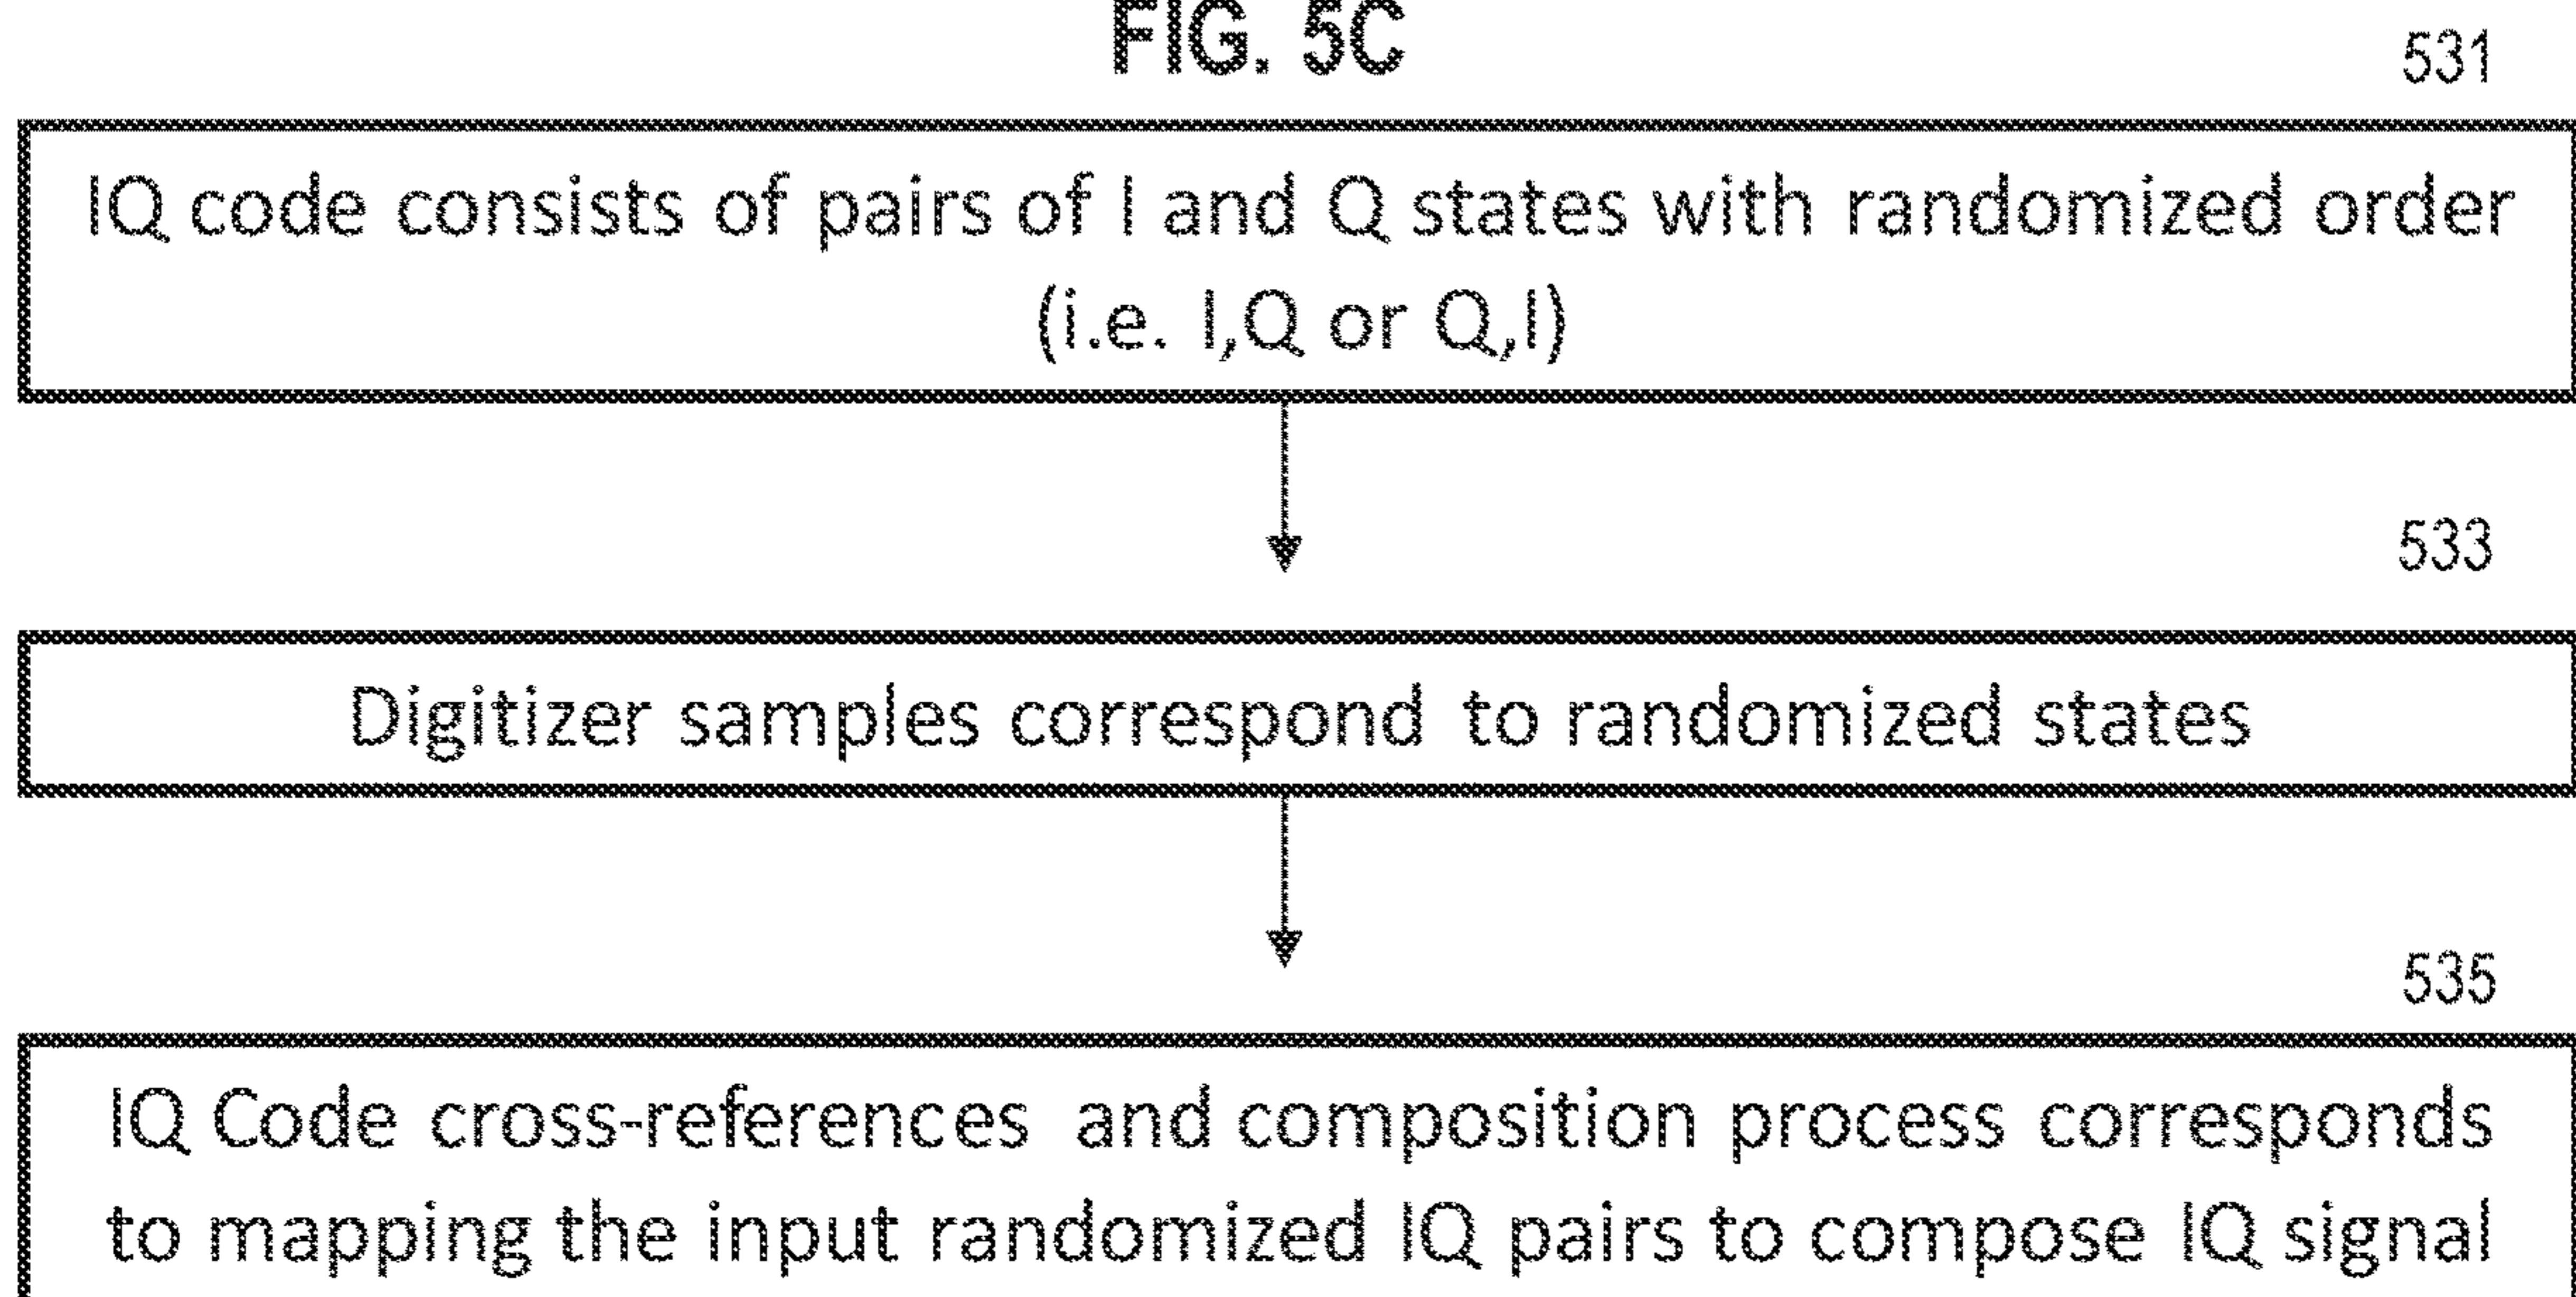 FIG. 5C
531
IQ code consists of pairs of I and Q states with randomized order
(i.e. I,Q or Q,I)
533
Digitizer samples correspond to randomized states
535
IQ Code cross-references and composition process corresponds
to mapping the input randomized IQ pairs to compose IQ signal